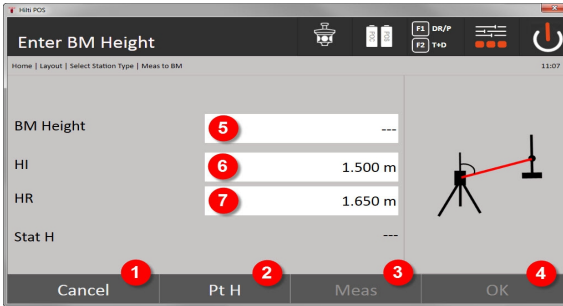 Hilti POS
Enter BM Height
POC POS
F1 DR/P
F2 T+D
Home | Layout | Select Station Type | Meas to BM
11:07
BM Height 5 ---
HI 6 1.500 m
HR 7 1.650 m
Stat H ---
1 2 3 4
Cancel Pt H Meas OK